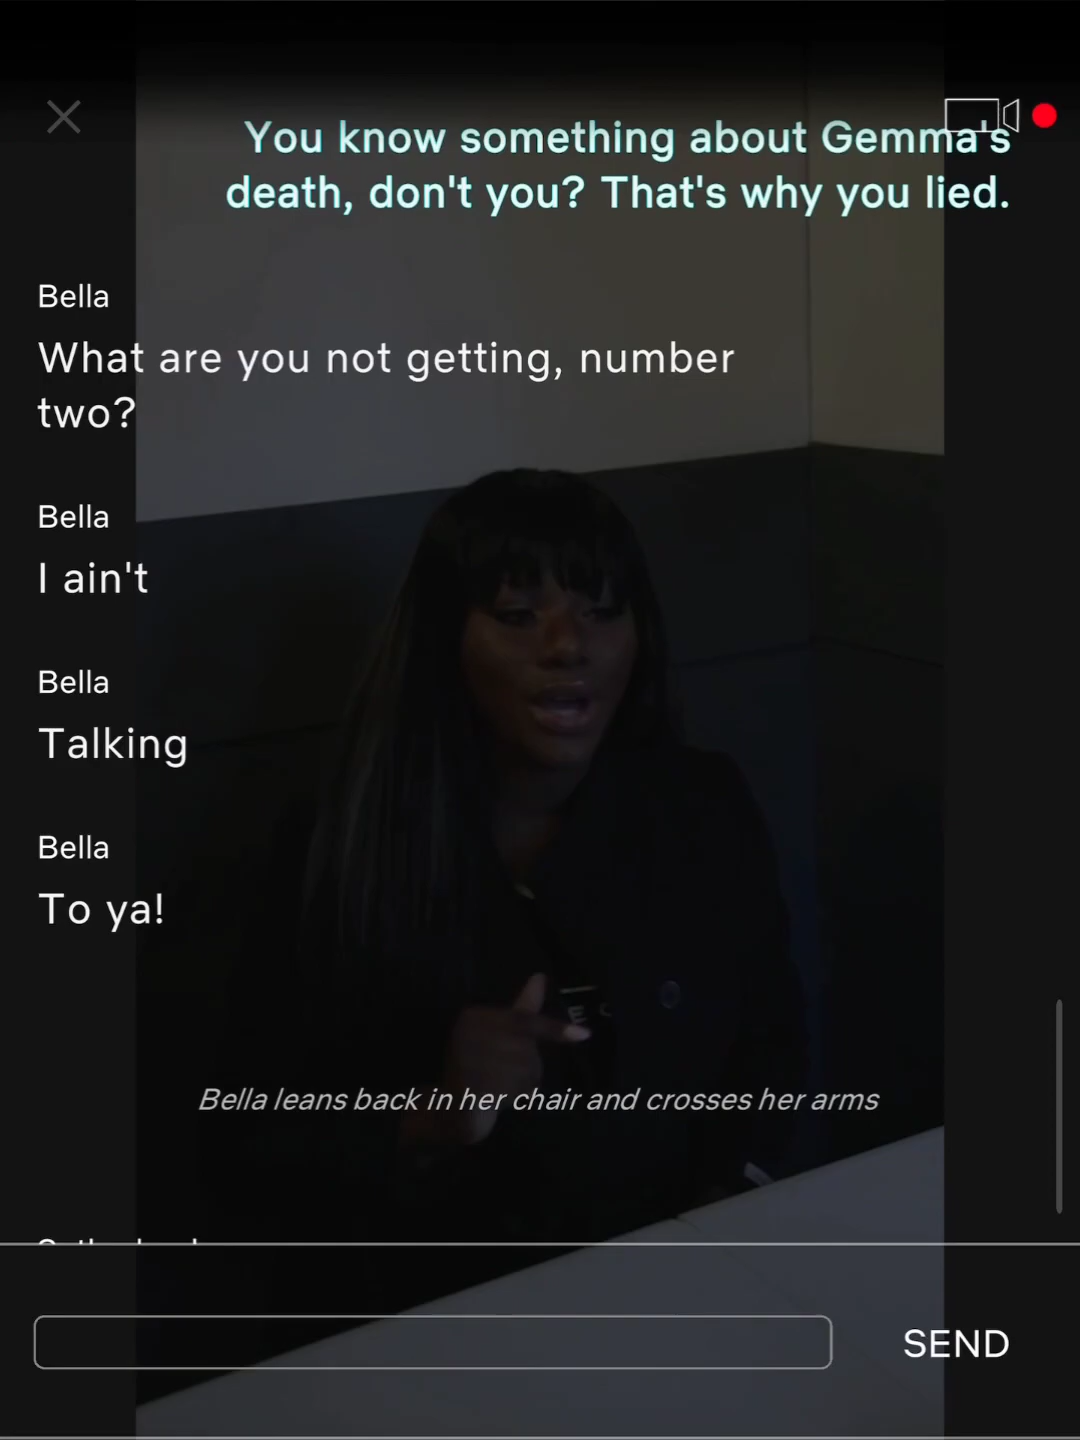 You know something about Gemma's
death, don't you? That's why you lied.
Bella
What are you not getting, number
two?
Bella
I ain't
Bella
Talking
Bella
To ya!
Bella leans back in her chair and crosses her arms
SEND